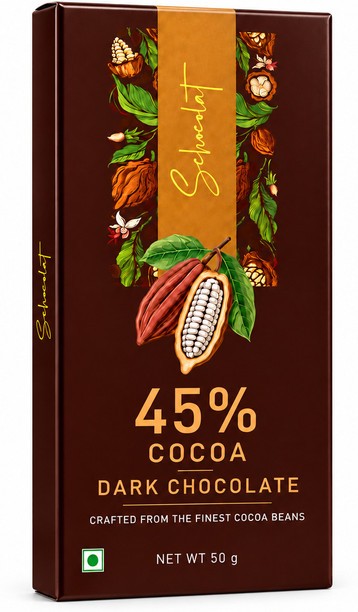 Schocolat
Schocolat
45%
COCOA
DARK CHOCOLATE
CRAFTED FROM THE FINEST COCOA BEANS
NET WT 50 g